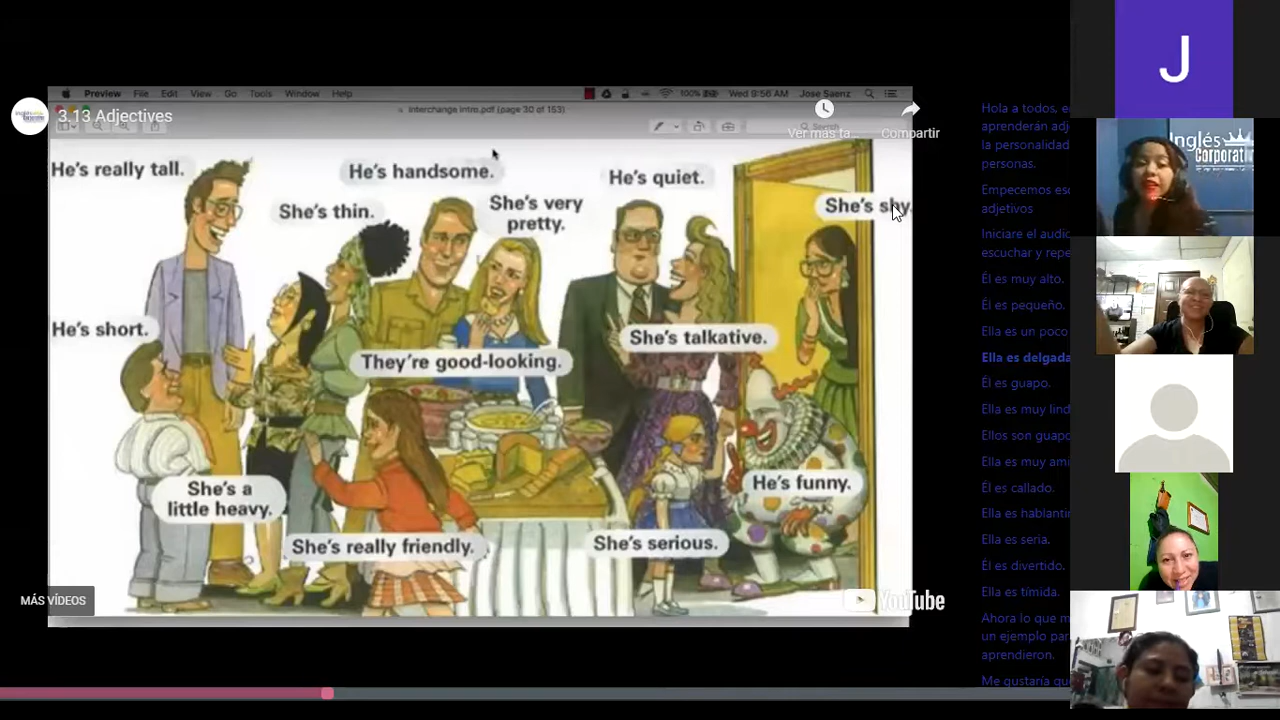 Preview File Edit View Go Tools Window Help
100%
Wed 9:56 AM Jose Saenz
Interchange Intro.pdf (page 30 of 153)
3.13 Adjectives
Ver más ta...
Compartir
Search
He's really tall.
He's handsome.
He's quiet.
She's thin.
She's very
pretty.
She's shy.
He's short.
She's talkative.
They're good-looking.
She's a
little heavy.
He's funny.
She's really friendly.
She's serious.
MÁS VÍDEOS
YouTube
Hola a todos, e
aprenderán adj
la personalidad
personas.
Empecemos esc
adjetivos
Iniciare el audio
escuchar y repe
Él es muy alto.
Él es pequeño.
Ella es un poco
Ella es delgada
Él es guapo.
Ella es muy lind
Ellos son guapo
Ella es muy ami
Él es callado.
Ella es hablantin
Ella es seria.
Él es divertido.
Ella es tímida.
Ahora lo que m
un ejemplo par
aprendieron.
Me gustaría qu
J
Inglés
Corporati